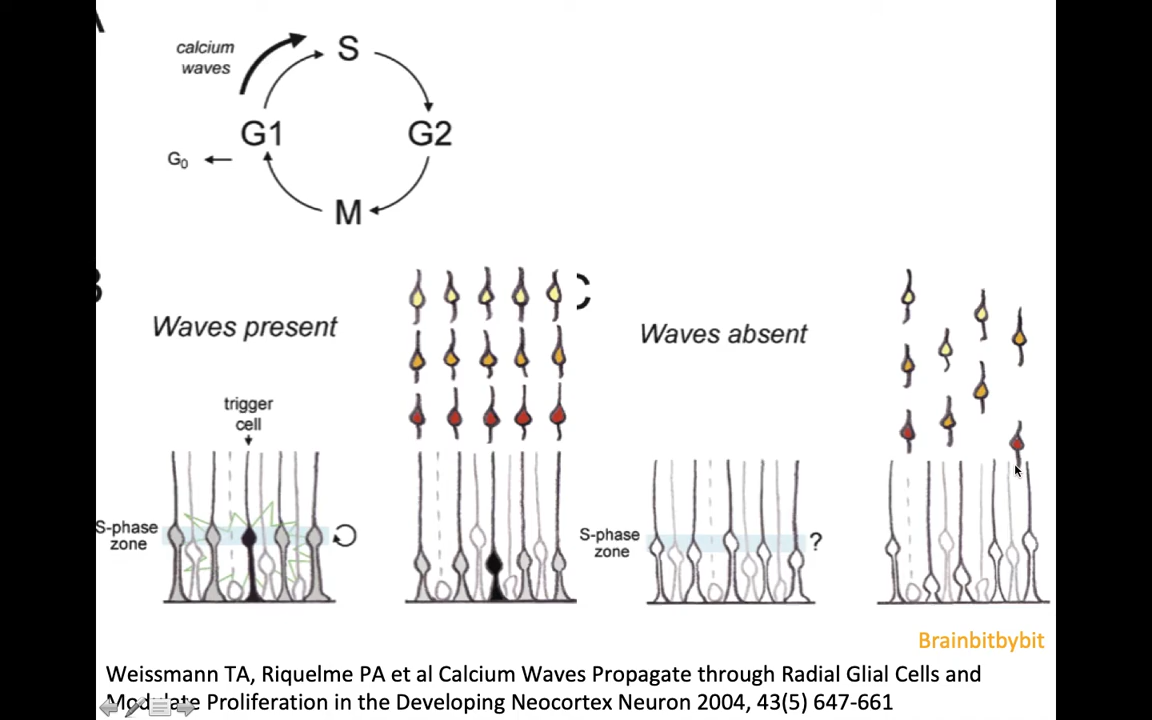 calcium
waves
S
G1
G2
G0
M
Waves present
Waves absent
trigger
cell
S-phase
zone
S-phase
zone
?
Brainbitbybit
Weissmann TA, Riquelme PA et al Calcium Waves Propagate through Radial Glial Cells and
Modulate Proliferation in the Developing Neocortex Neuron 2004, 43(5) 647-661